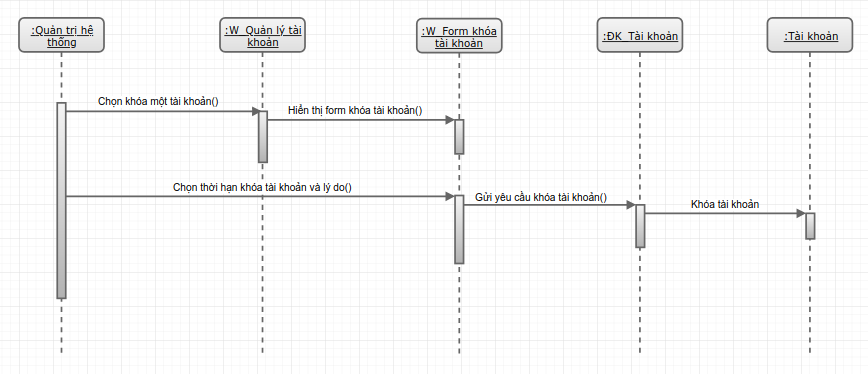 :Quản trị hệ
thống
:W_Quản lý tài
khoản
:W_Form khóa
tài khoản
:ĐK_Tài khoản
:Tài khoản
Chọn khóa một tài khoản()
Hiển thị form khóa tài khoản()
Chọn thời hạn khóa tài khoản và lý do()
Gửi yêu cầu khóa tài khoản()
Khóa tài khoản